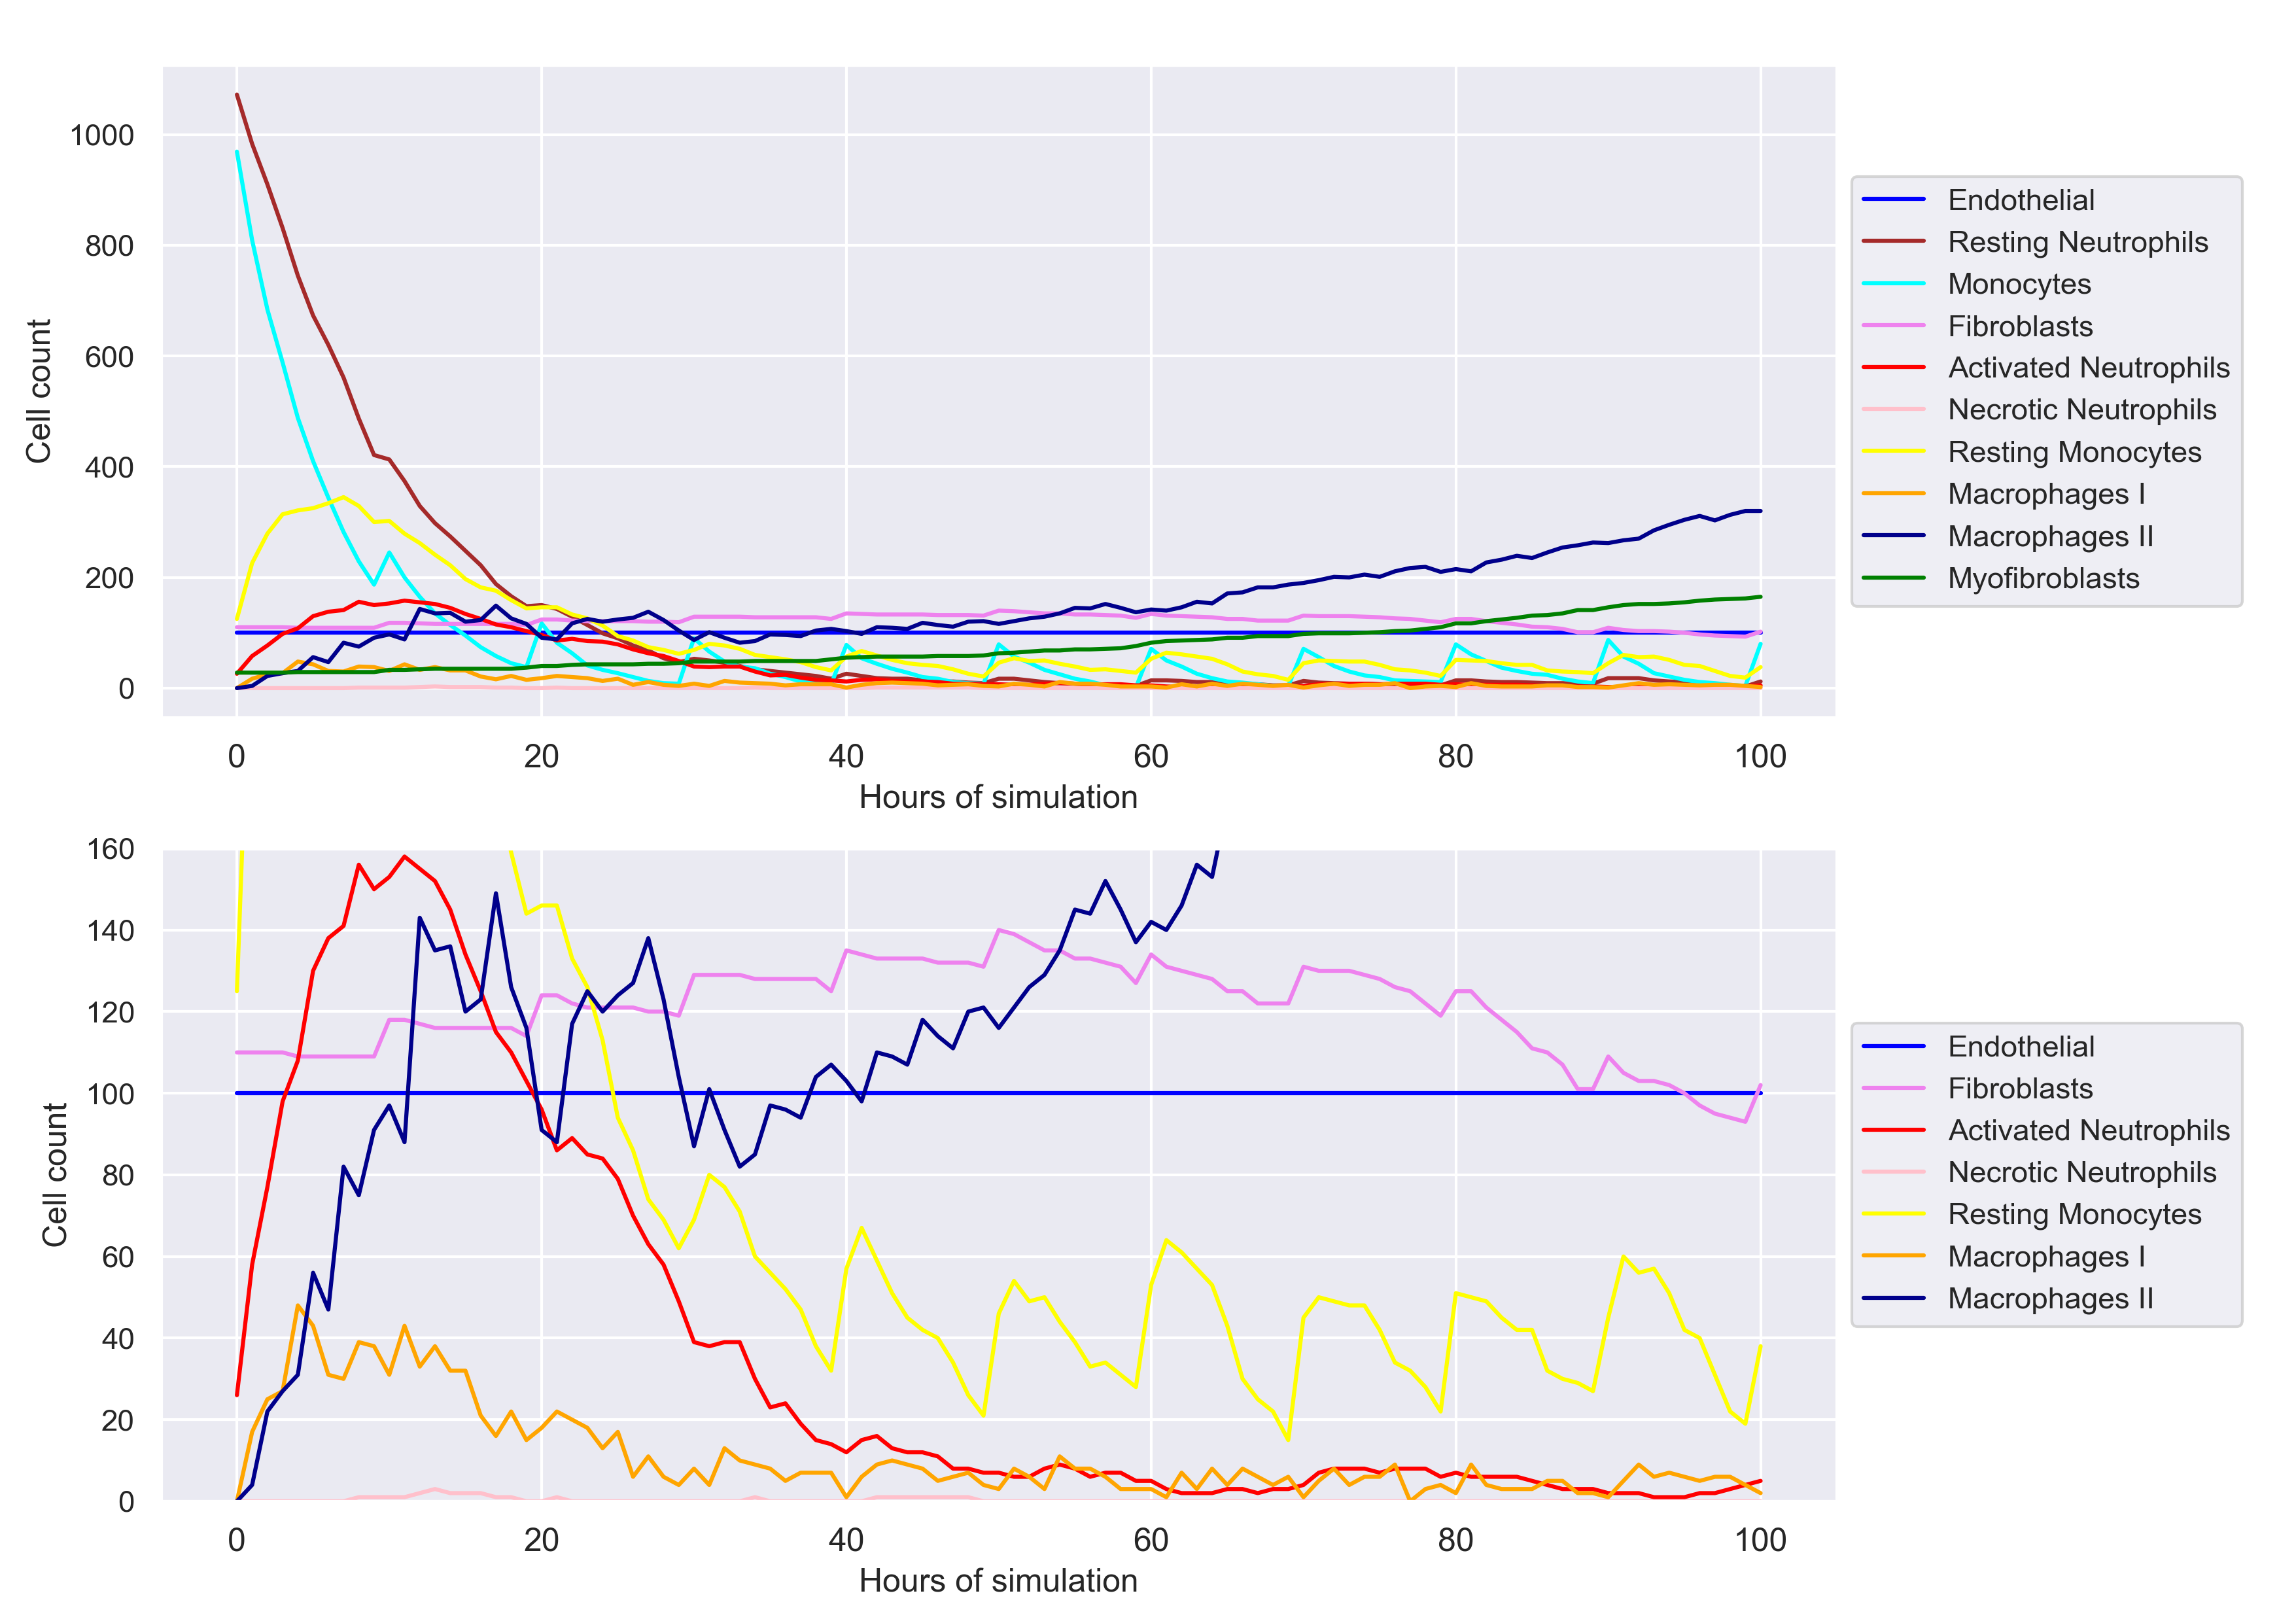 1000
800
600
400
200
0
Cell count
0 20 40 60 80 100
Hours of simulation
Endothelial
Resting Neutrophils
Monocytes
Fibroblasts
Activated Neutrophils
Necrotic Neutrophils
Resting Monocytes
Macrophages I
Macrophages II
Myofibroblasts
160
140
120
100
80
60
40
20
0
Cell count
0 20 40 60 80 100
Hours of simulation
Endothelial
Fibroblasts
Activated Neutrophils
Necrotic Neutrophils
Resting Monocytes
Macrophages I
Macrophages II